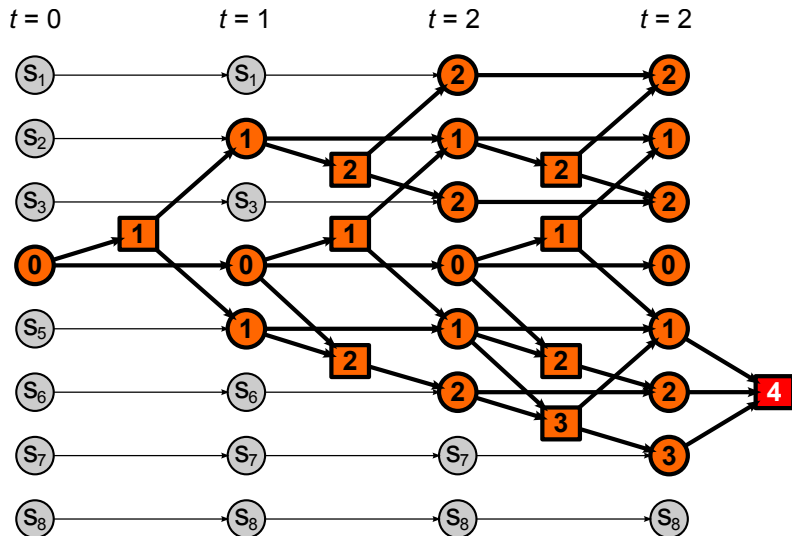 t = 0 t = 1 t = 2 t = 2
S1 S1 2 2
S2 1 1 1
2 2
S3 S3 2 2
1 1 1
0 0 0 0
S5 1 1 1
2 2
S6 S6 2 2 4
3
S7 S7 S7 3
S8 S8 S8 S8